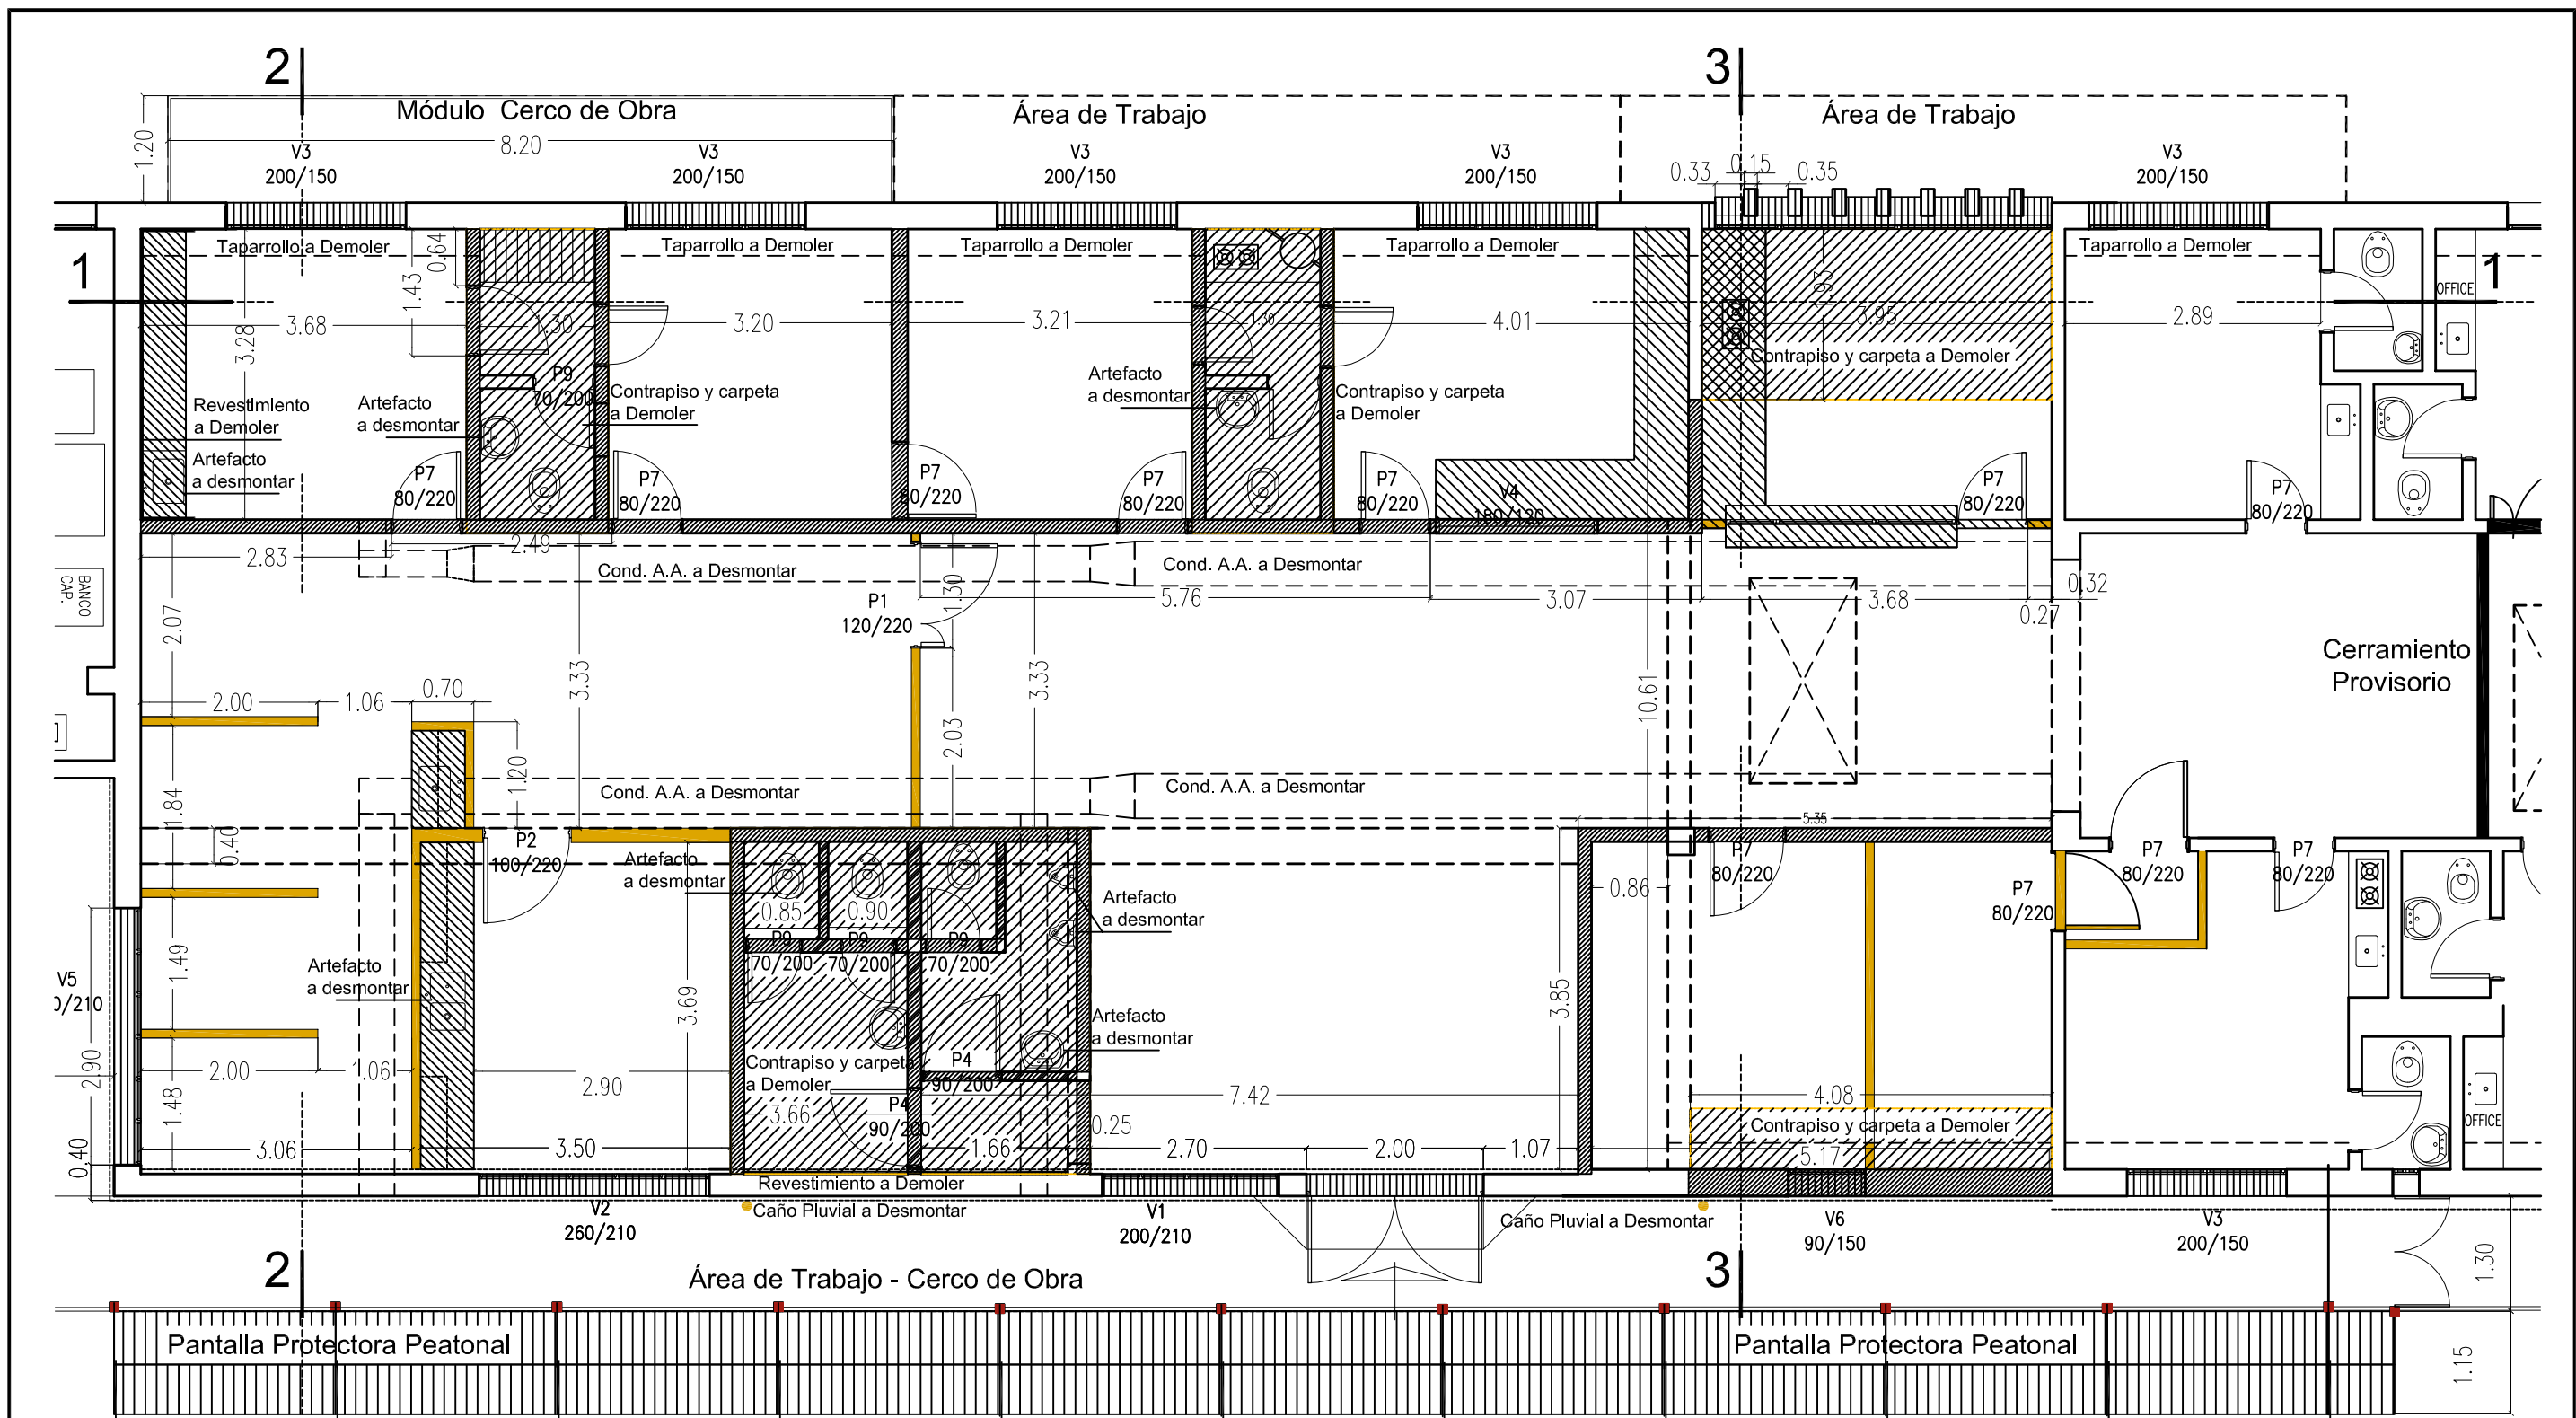 2
3
Módulo Cerco de Obra
Área de Trabajo
Área de Trabajo
1.20
8.20
V3
200/150
V3
200/150
V3
200/150
V3
200/150
0.33
0.15
0.35
V3
200/150
Taparrollo a Demoler
Taparrollo a Demoler
Taparrollo a Demoler
Taparrollo a Demoler
Taparrollo a Demoler
1
1
0.64
1.43
3.28
3.68
1.30
3.20
3.21
1.30
4.01
1.93
3.95
2.89
OFFICE
Contrapiso y carpeta a Demoler
P9
70/200
Contrapiso y carpeta
a Demoler
Artefacto
a desmontar
Contrapiso y carpeta
a Demoler
Revestimiento
a Demoler
Artefacto
a desmontar
Artefacto
a desmontar
P7
80/220
P7
80/220
P7
80/220
P7
80/220
P7
80/220
V4
180/120
P7
80/220
P7
80/220
2.83
2.49
Cond. A.A. a Desmontar
Cond. A.A. a Desmontar
BANCO
CAP.
P1
120/220
1.30
5.76
3.07
3.68
0.27
0.32
2.07
3.33
3.33
10.61
Cerramiento
Provisorio
2.00
1.06
0.70
1.20
2.03
1.84
0.40
Cond. A.A. a Desmontar
Cond. A.A. a Desmontar
5.35
P2
100/220
Artefacto
a desmontar
0.85
0.90
Artefacto
a desmontar
0.86
P7
80/220
P7
80/220
P7
80/220
P7
80/220
P9
70/200
P9
70/200
P9
70/200
V5
0/210
1.49
Artefacto
a desmontar
3.69
3.85
Artefacto
a desmontar
2.90
2.00
1.06
1.48
2.90
Contrapiso y carpeta
a Demoler
P4
90/200
P4
90/200
3.66
7.42
4.08
0.25
Contrapiso y carpeta a Demoler
OFFICE
0.40
3.06
3.50
1.66
2.70
2.00
1.07
5.17
Revestimiento a Demoler
Caño Pluvial a Desmontar
Caño Pluvial a Desmontar
V2
260/210
V1
200/210
V6
90/150
V3
200/150
2
3
Área de Trabajo - Cerco de Obra
1.30
Pantalla Protectora Peatonal
Pantalla Protectora Peatonal
1.15